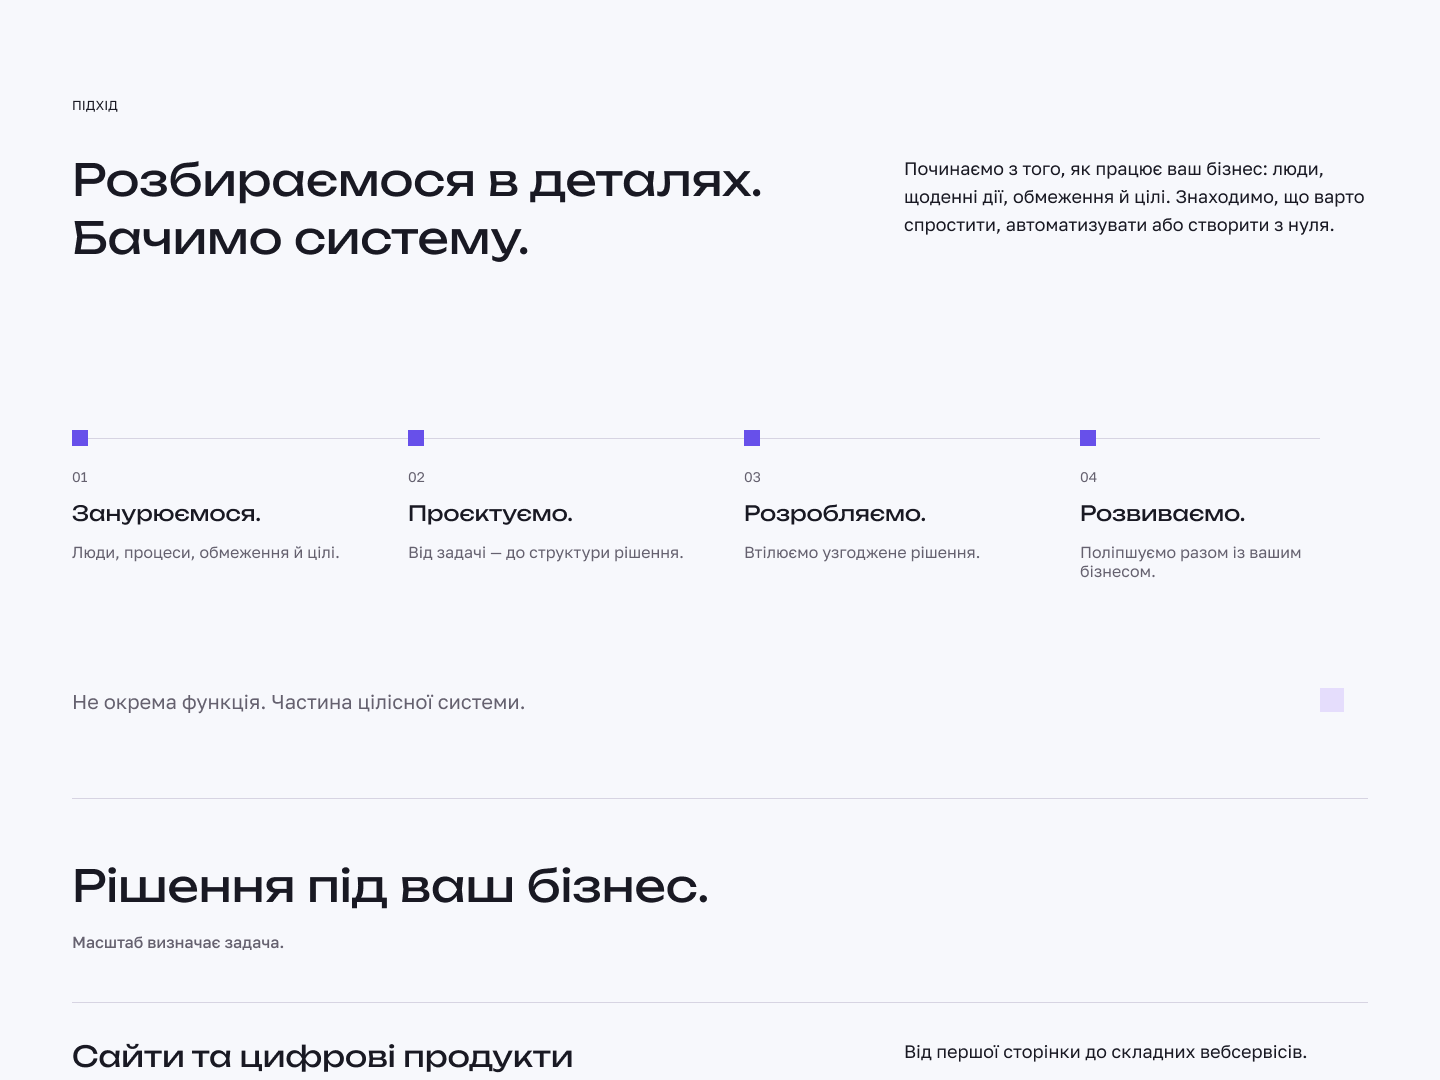 ПІДХІД
Розбираємося в деталях.
Бачимо систему.
Починаємо з того, як працює ваш бізнес: люди,
щоденні дії, обмеження й цілі. Знаходимо, що варто
спростити, автоматизувати або створити з нуля.
01
Занурюємося.
Люди, процеси, обмеження й цілі.
02
Проєктуємо.
Від задачі — до структури рішення.
03
Розробляємо.
Втілюємо узгоджене рішення.
04
Розвиваємо.
Поліпшуємо разом із вашим
бізнесом.
Не окрема функція. Частина цілісної системи.
Рішення під ваш бізнес.
Масштаб визначає задача.
Сайти та цифрові продукти
Від першої сторінки до складних вебсервісів.